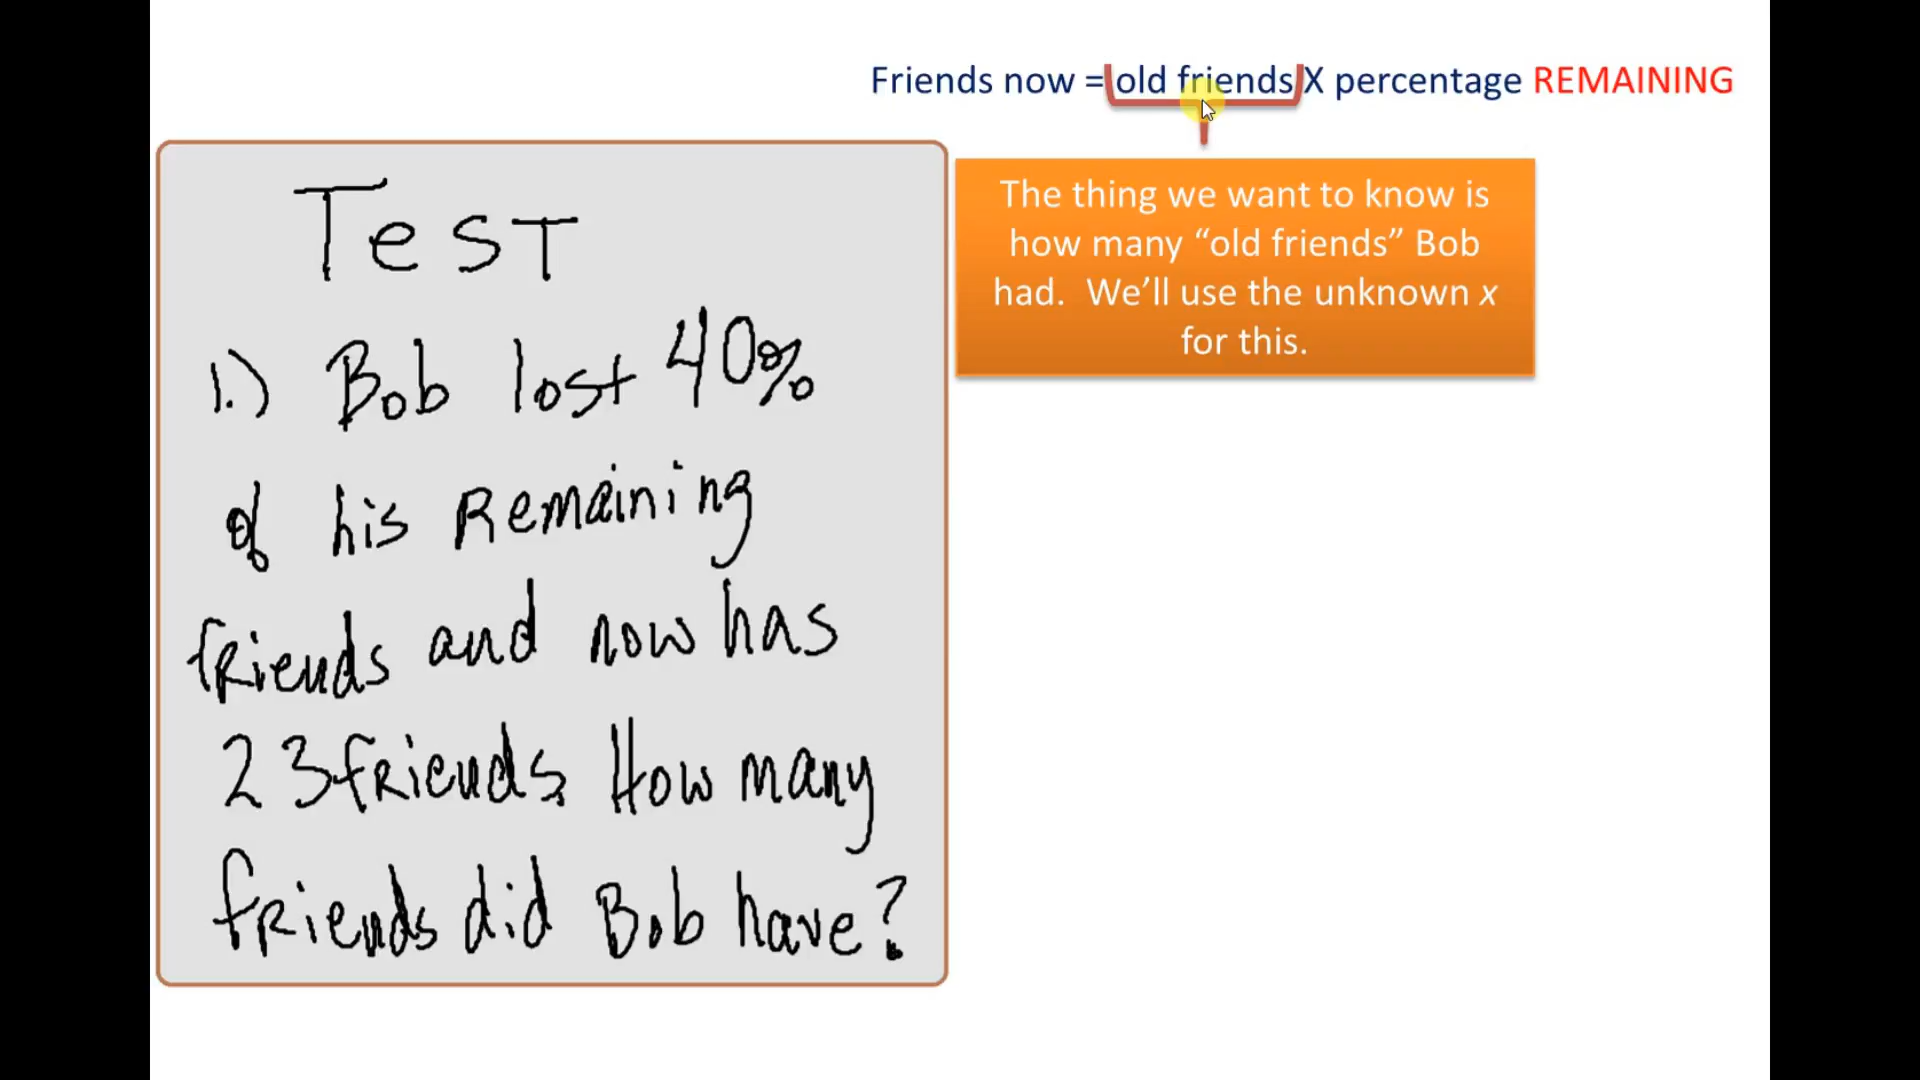 Friends now = old friends X percentage REMAINING
The thing we want to know is
how many “old friends” Bob
had. We’ll use the unknown x
for this.
Test
1.) Bob lost 40%
of his Remaining
friends and now has
23 friends. How many
friends did Bob have?